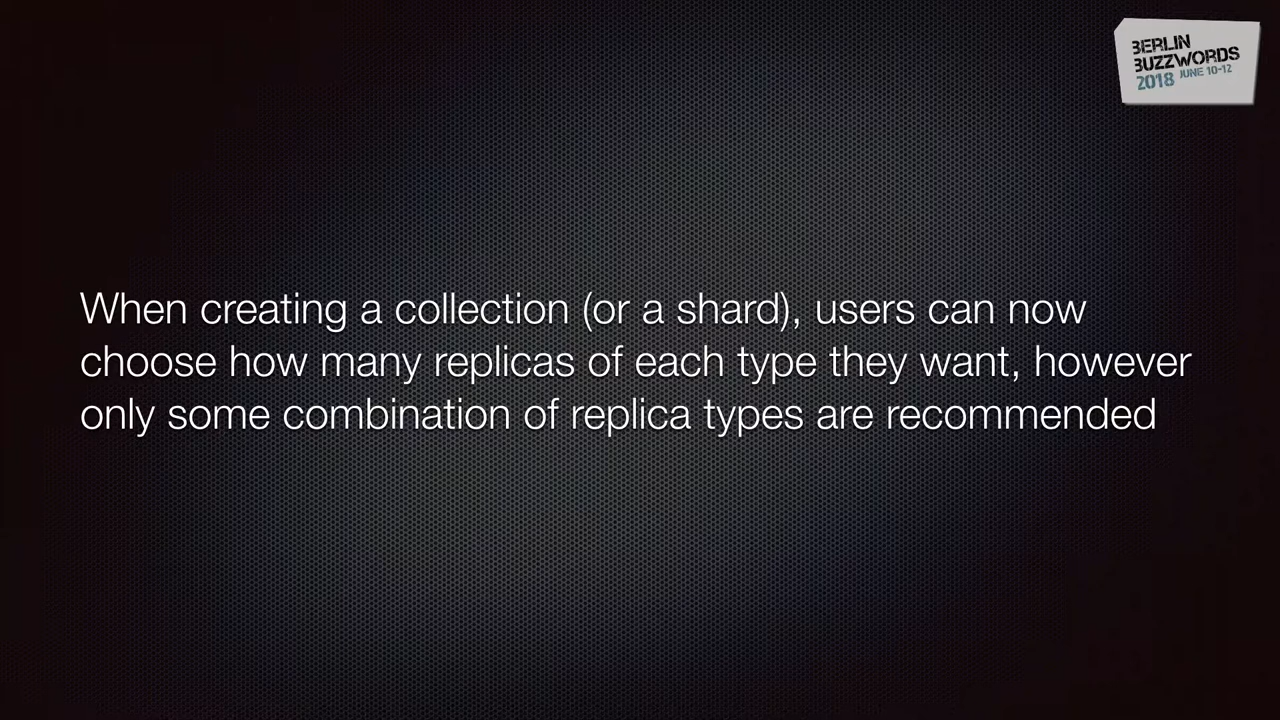 BERLIN
BUZZWORDS
2018 JUNE 10-12
When creating a collection (or a shard), users can now
choose how many replicas of each type they want, however
only some combination of replica types are recommended